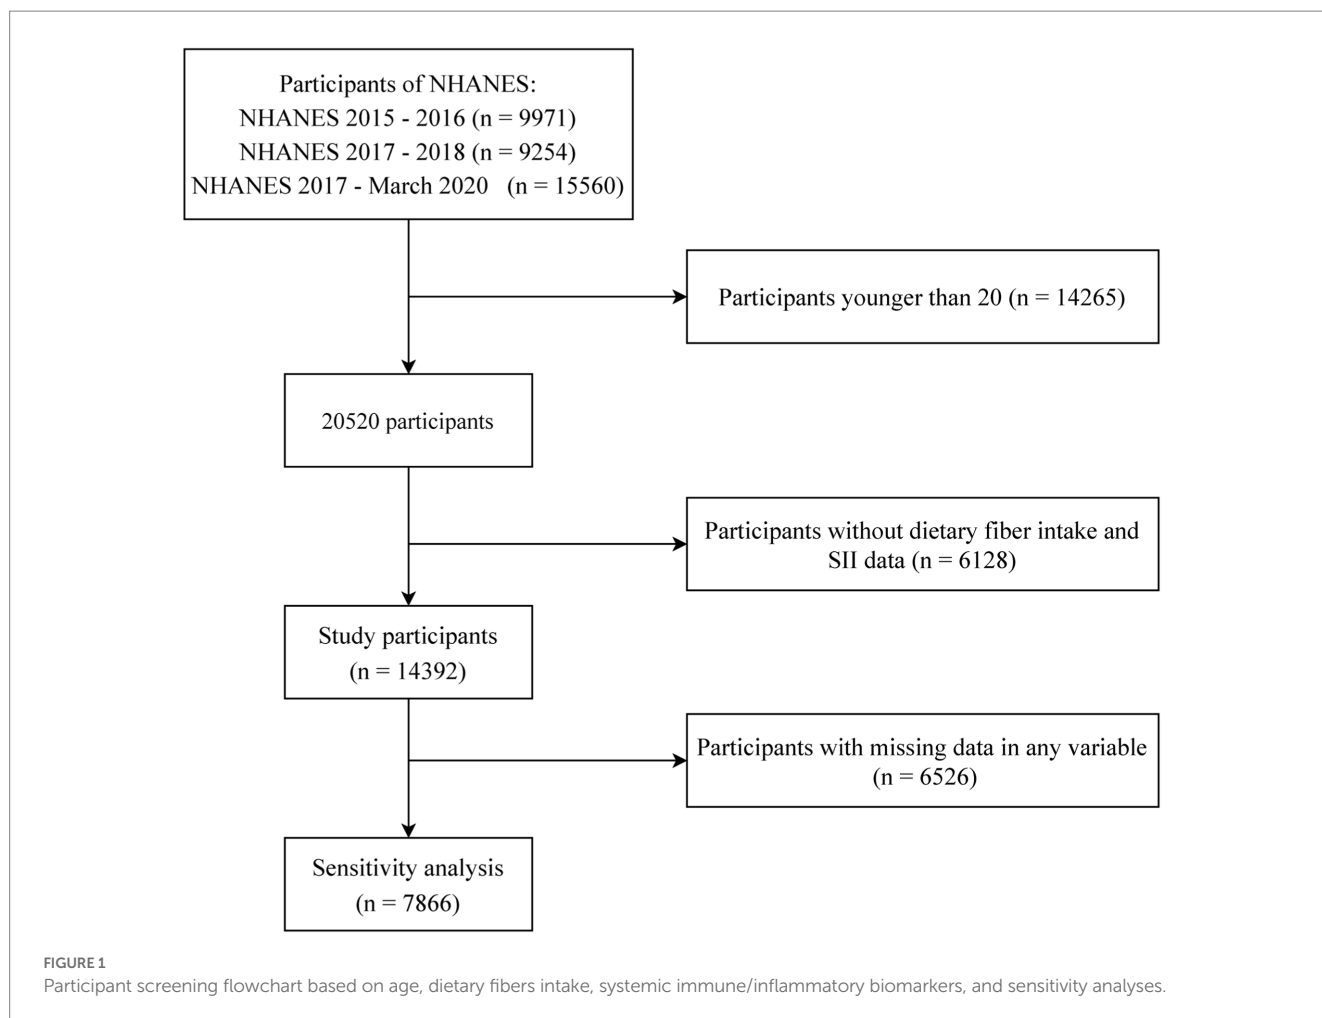 Participants of NHANES:
NHANES 2015 - 2016 (n = 9971)
NHANES 2017 - 2018 (n = 9254)
NHANES 2017 - March 2020 (n = 15560)
Participants younger than 20 (n = 14265)
20520 participants
Participants without dietary fiber intake and
SII data (n = 6128)
Study participants
(n = 14392)
Participants with missing data in any variable
(n = 6526)
Sensitivity analysis
(n = 7866)
FIGURE 1
Participant screening flowchart based on age, dietary fibers intake, systemic immune/inflammatory biomarkers, and sensitivity analyses.